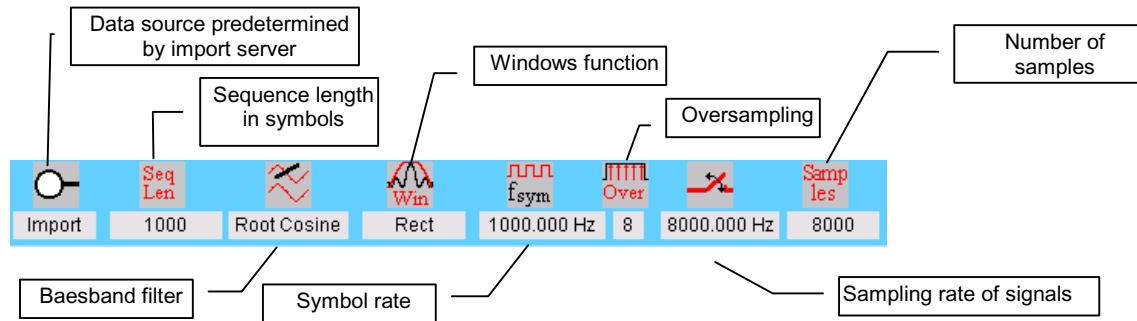 Data source predetermined
by import server
Windows function
Number of
samples
Sequence length
in symbols
Oversampling
Seq
Len
Win
fsym
Over
Samp
les
Import
1000
Root Cosine
Rect
1000.000 Hz
8
8000.000 Hz
8000
Baesband filter
Symbol rate
Sampling rate of signals